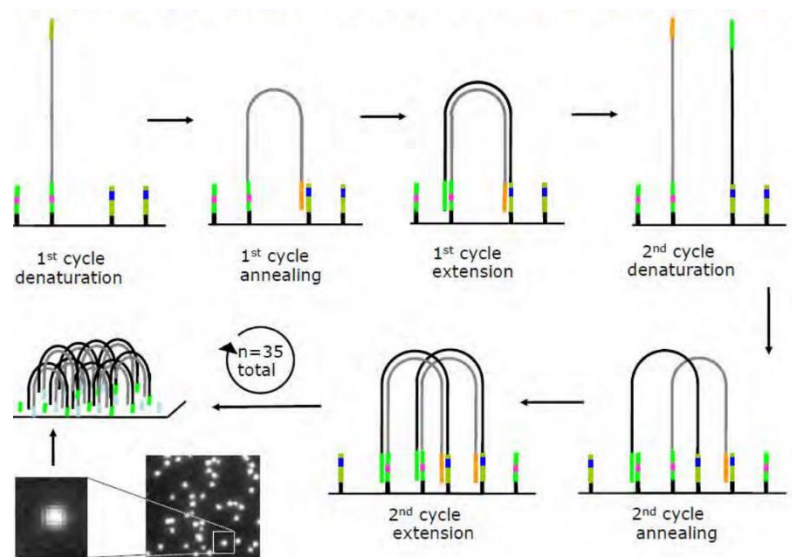 1st cycle
denaturation
1st cycle
annealing
1st cycle
extension
2nd cycle
denaturation
n=35
total
2nd cycle
extension
2nd cycle
annealing